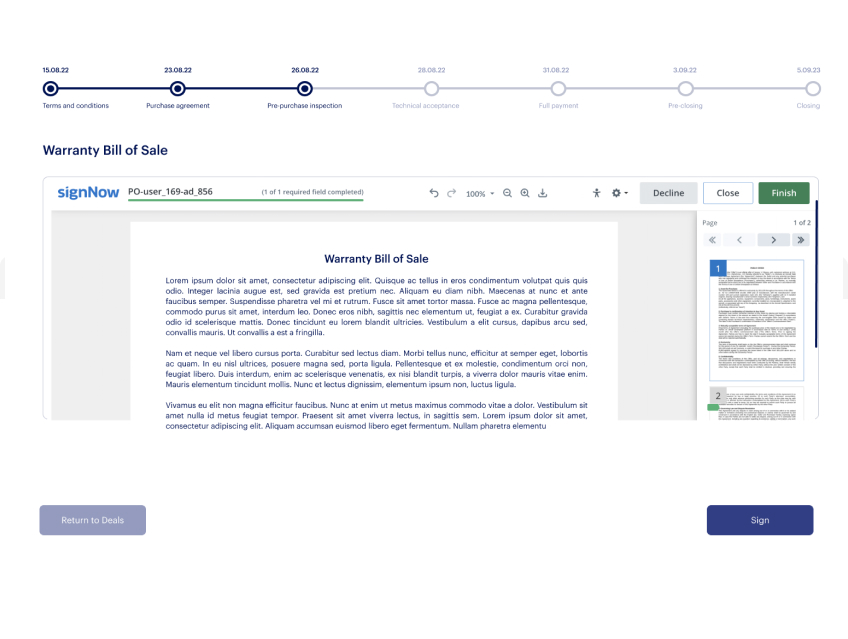 15.08.22 23.08.22 26.08.22 28.08.22 31.08.22 3.09.22 5.09.23
Terms and conditions Purchase agreement Pre-purchase inspection Technical acceptance Full payment Pre-closing Closing
Warranty Bill of Sale
signNow PO-user_169-ad_856 (1 of 1 required field completed) 100% Decline Close Finish
Page 1 of 2
1
2
Warranty Bill of Sale
Lorem ipsum dolor sit amet, consectetur adipiscing elit. Quisque ac tellus in eros condimentum volutpat quis quis
odio. Integer lacinia augue est, sed gravida est pretium nec. Aliquam eu diam nibh. Maecenas at nunc et ante
faucibus semper. Suspendisse pharetra vel mi et rutrum. Fusce sit amet tortor massa. Fusce ac magna pellentesque,
commodo purus sit amet, interdum leo. Donec eros nibh, sagittis nec elementum ut, feugiat a ex. Curabitur gravida
odio id scelerisque mattis. Donec tincidunt eu lorem blandit ultricies. Vestibulum a elit cursus, dapibus arcu sed,
convallis mauris. Ut convallis a est a fringilla.
Nam et neque vel libero cursus porta. Curabitur sed lectus diam. Morbi tellus nunc, efficitur at semper eget, lobortis
ac quam. In eu nisl ultrices, posuere magna sed, porta ligula. Pellentesque et ex molestie, condimentum orci non,
feugiat libero. Duis interdum, enim ac scelerisque venenatis, ex nisi blandit turpis, a viverra dolor mauris vitae enim.
Mauris elementum tincidunt mollis. Nunc et lectus dignissim, elementum ipsum non, luctus ligula.
Vivamus eu elit non magna efficitur faucibus. Nunc at enim ut metus maximus commodo vitae a dolor. Vestibulum sit
amet nulla id metus feugiat tempor. Praesent sit amet viverra lectus, in sagittis sem. Lorem ipsum dolor sit amet,
consectetur adipiscing elit. Aliquam accumsan euismod libero eget fermentum. Nullam pharetra elementu
Return to Deals Sign